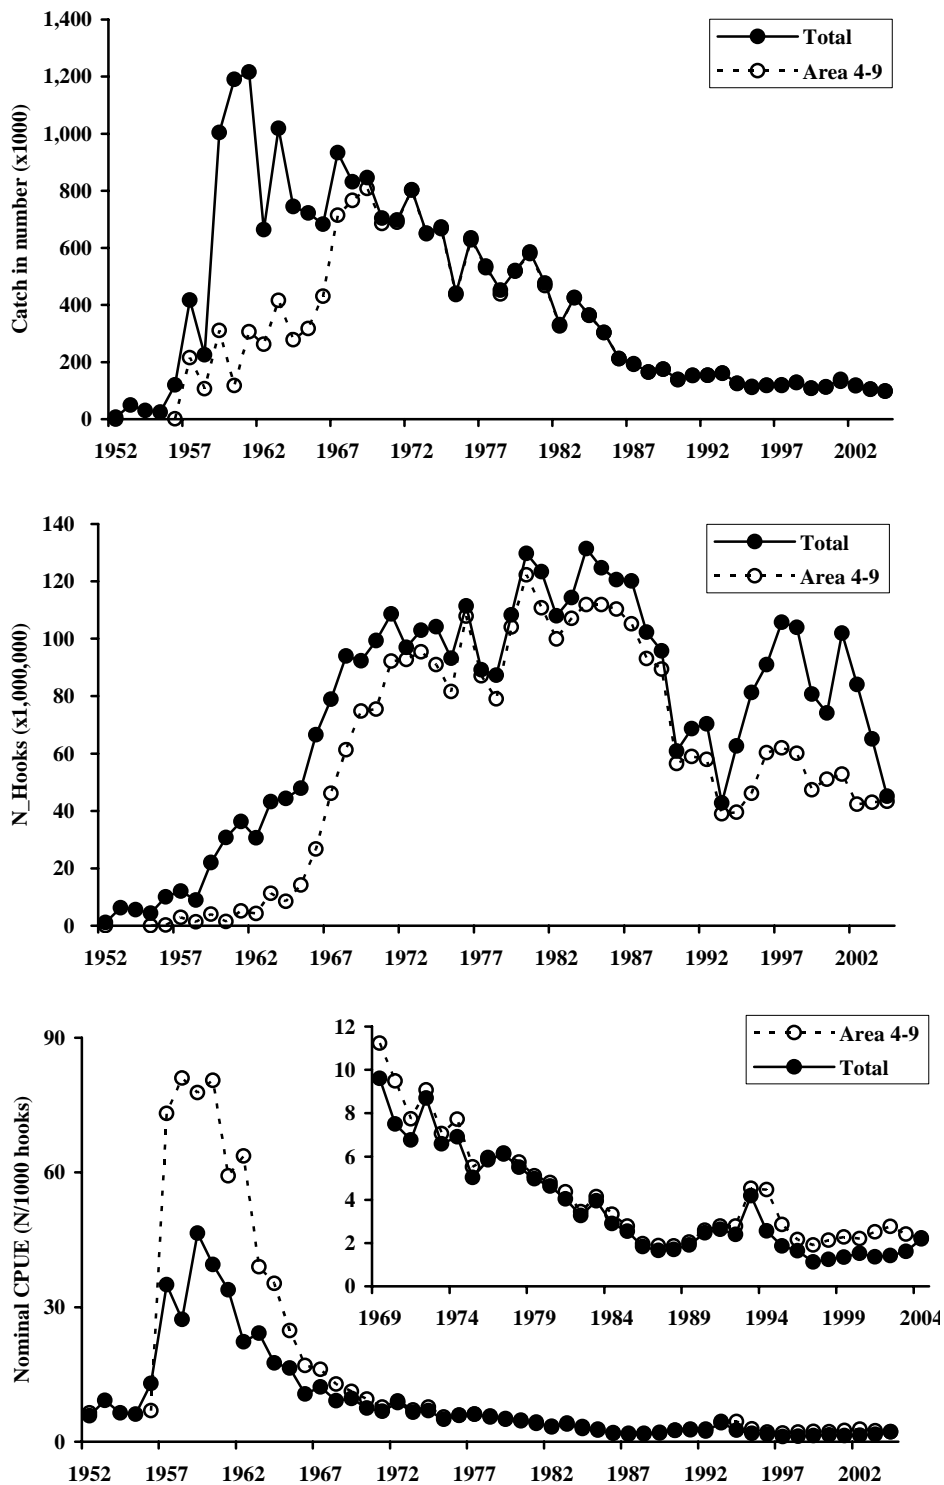 1,400
1,200
1,000
800
600
400
200
0
Catch in number (x1000)
Total
Area 4-9
1952 1957 1962 1967 1972 1977 1982 1987 1992 1997 2002
140
120
100
80
60
40
20
0
N_Hooks (x1,000,000)
Total
Area 4-9
1952 1957 1962 1967 1972 1977 1982 1987 1992 1997 2002
90
60
30
0
Nominal CPUE (N/1000 hooks)
12
10
8
6
4
2
0
1969 1974 1979 1984 1989 1994 1999 2004
Area 4-9
Total
1952 1957 1962 1967 1972 1977 1982 1987 1992 1997 2002